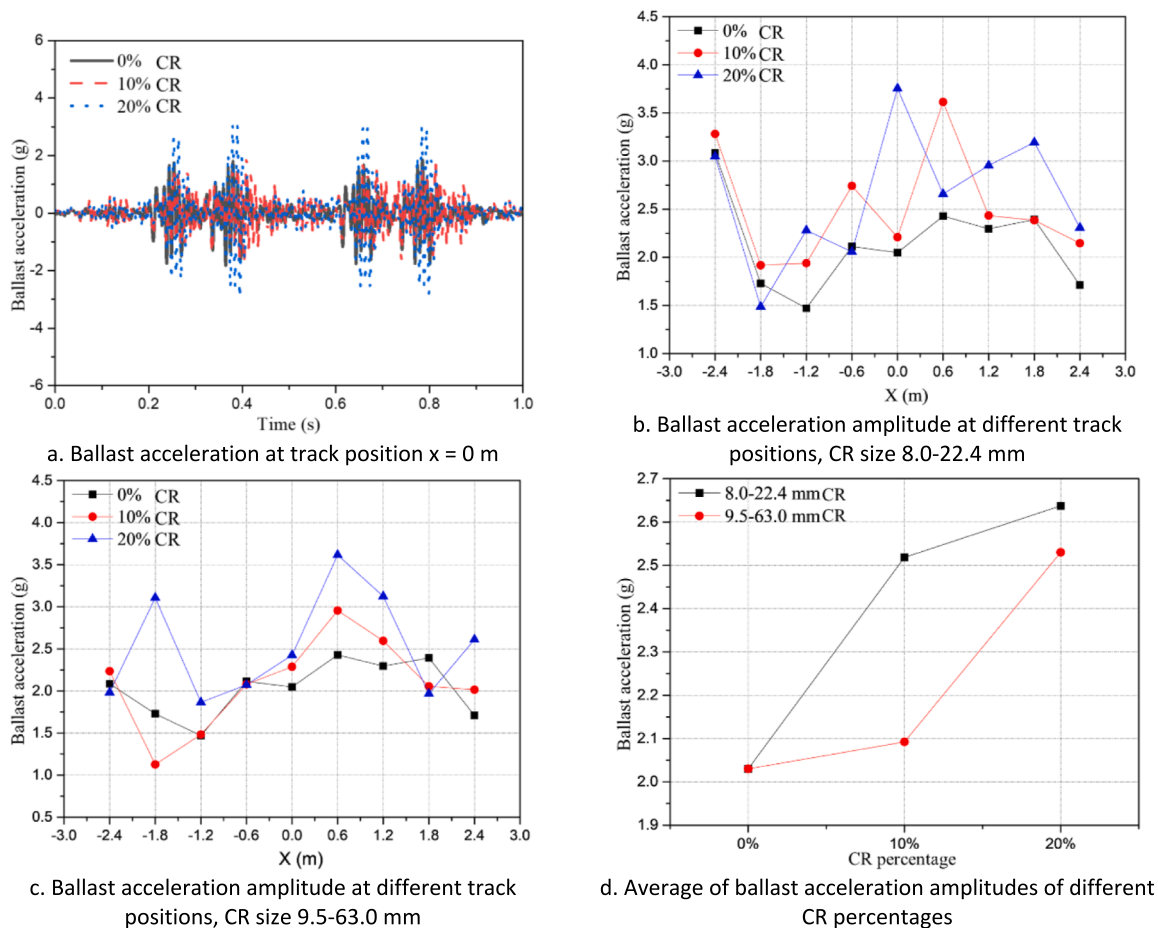 6
4
2
0
-2
-4
-6
Ballast acceleration (g)
0% CR
10% CR
20% CR
0.0 0.2 0.4 0.6 0.8 1.0
Time (s)
a. Ballast acceleration at track position x = 0 m
4.5
4.0
3.5
3.0
2.5
2.0
1.5
1.0
Ballast acceleration (g)
0% CR
10% CR
20% CR
-3.0 -2.4 -1.8 -1.2 -0.6 0.0 0.6 1.2 1.8 2.4 3.0
X (m)
b. Ballast acceleration amplitude at different track
positions, CR size 8.0-22.4 mm
4.5
4.0
3.5
3.0
2.5
2.0
1.5
1.0
0.5
Ballast acceleration (g)
0% CR
10% CR
20% CR
-3.0 -2.4 -1.8 -1.2 -0.6 0.0 0.6 1.2 1.8 2.4 3.0
X (m)
c. Ballast acceleration amplitude at different track
positions, CR size 9.5-63.0 mm
2.7
2.6
2.5
2.4
2.3
2.2
2.1
2.0
1.9
Ballast acceleration (g)
8.0-22.4 mm CR
9.5-63.0 mm CR
0% 10% 20%
CR percentage
d. Average of ballast acceleration amplitudes of different
CR percentages